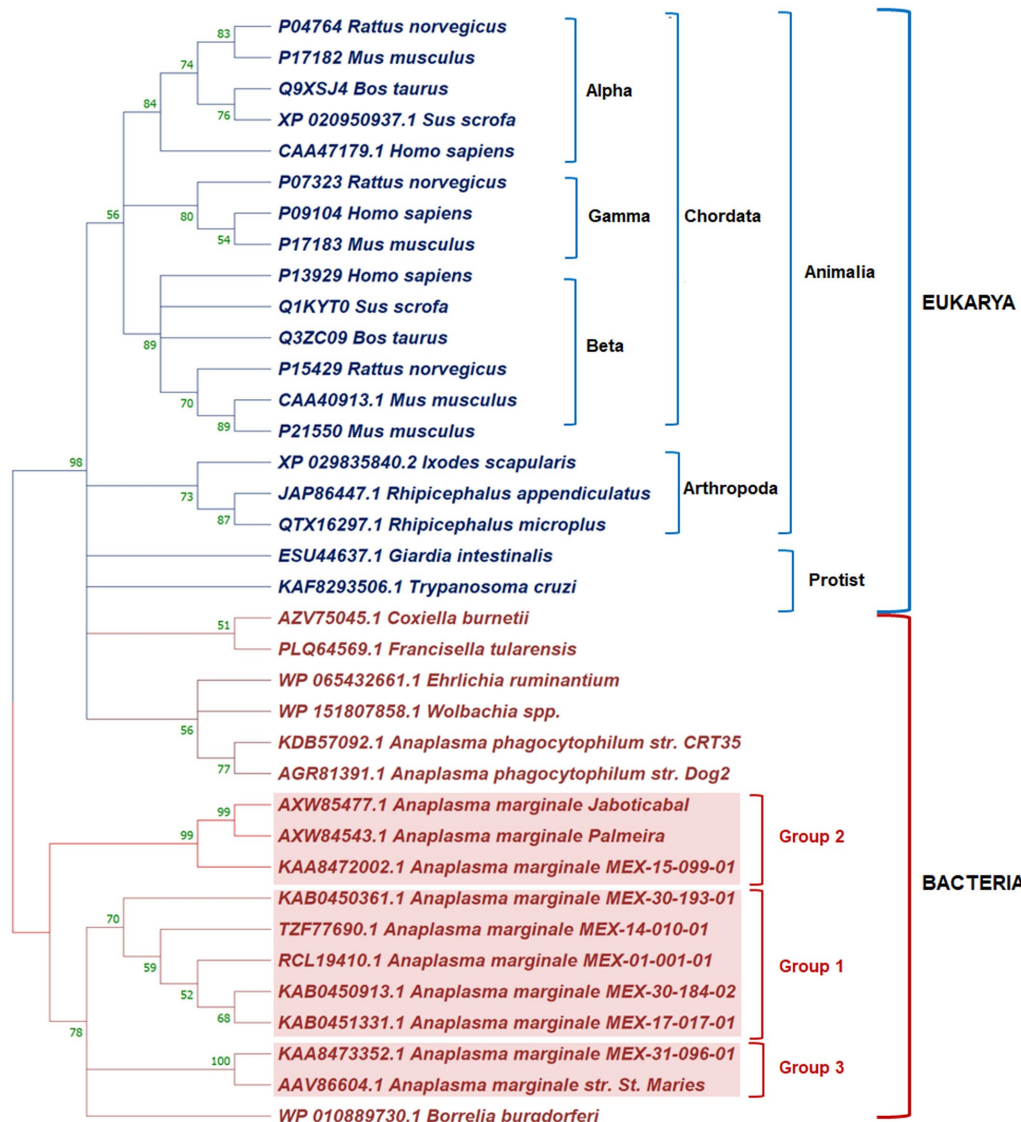 83
P04764 Rattus norvegicus
P17182 Mus musculus
74
Q9XSJ4 Bos taurus
76
XP 020950937.1 Sus scrofa
84
CAA47179.1 Homo sapiens
Alpha
P07323 Rattus norvegicus
80
P09104 Homo sapiens
54
P17183 Mus musculus
Gamma
56
P13929 Homo sapiens
Q1KYT0 Sus scrofa
Q3ZC09 Bos taurus
89
P15429 Rattus norvegicus
70
CAA40913.1 Mus musculus
89
P21550 Mus musculus
Beta
Chordata
98
XP 029835840.2 Ixodes scapularis
73
JAP86447.1 Rhipicephalus appendiculatus
87
QTX16297.1 Rhipicephalus microplus
Arthropoda
Animalia
ESU44637.1 Giardia intestinalis
KAF8293506.1 Trypanosoma cruzi
Protist
EUKARYA
51
AZV75045.1 Coxiella burnetii
PLQ64569.1 Francisella tularensis
WP 065432661.1 Ehrlichia ruminantium
WP 151807858.1 Wolbachia spp.
56
KDB57092.1 Anaplasma phagocytophilum str. CRT35
77
AGR81391.1 Anaplasma phagocytophilum str. Dog2
99
AXW85477.1 Anaplasma marginale Jaboticabal
99
AXW84543.1 Anaplasma marginale Palmeira
KAA8472002.1 Anaplasma marginale MEX-15-099-01
Group 2
70
KAB0450361.1 Anaplasma marginale MEX-30-193-01
TZF77690.1 Anaplasma marginale MEX-14-010-01
59
RCL19410.1 Anaplasma marginale MEX-01-001-01
52
KAB0450913.1 Anaplasma marginale MEX-30-184-02
68
KAB0451331.1 Anaplasma marginale MEX-17-017-01
Group 1
78
100
KAA8473352.1 Anaplasma marginale MEX-31-096-01
AAV86604.1 Anaplasma marginale str. St. Maries
Group 3
WP 010889730.1 Borrelia burgdorferi
BACTERIA